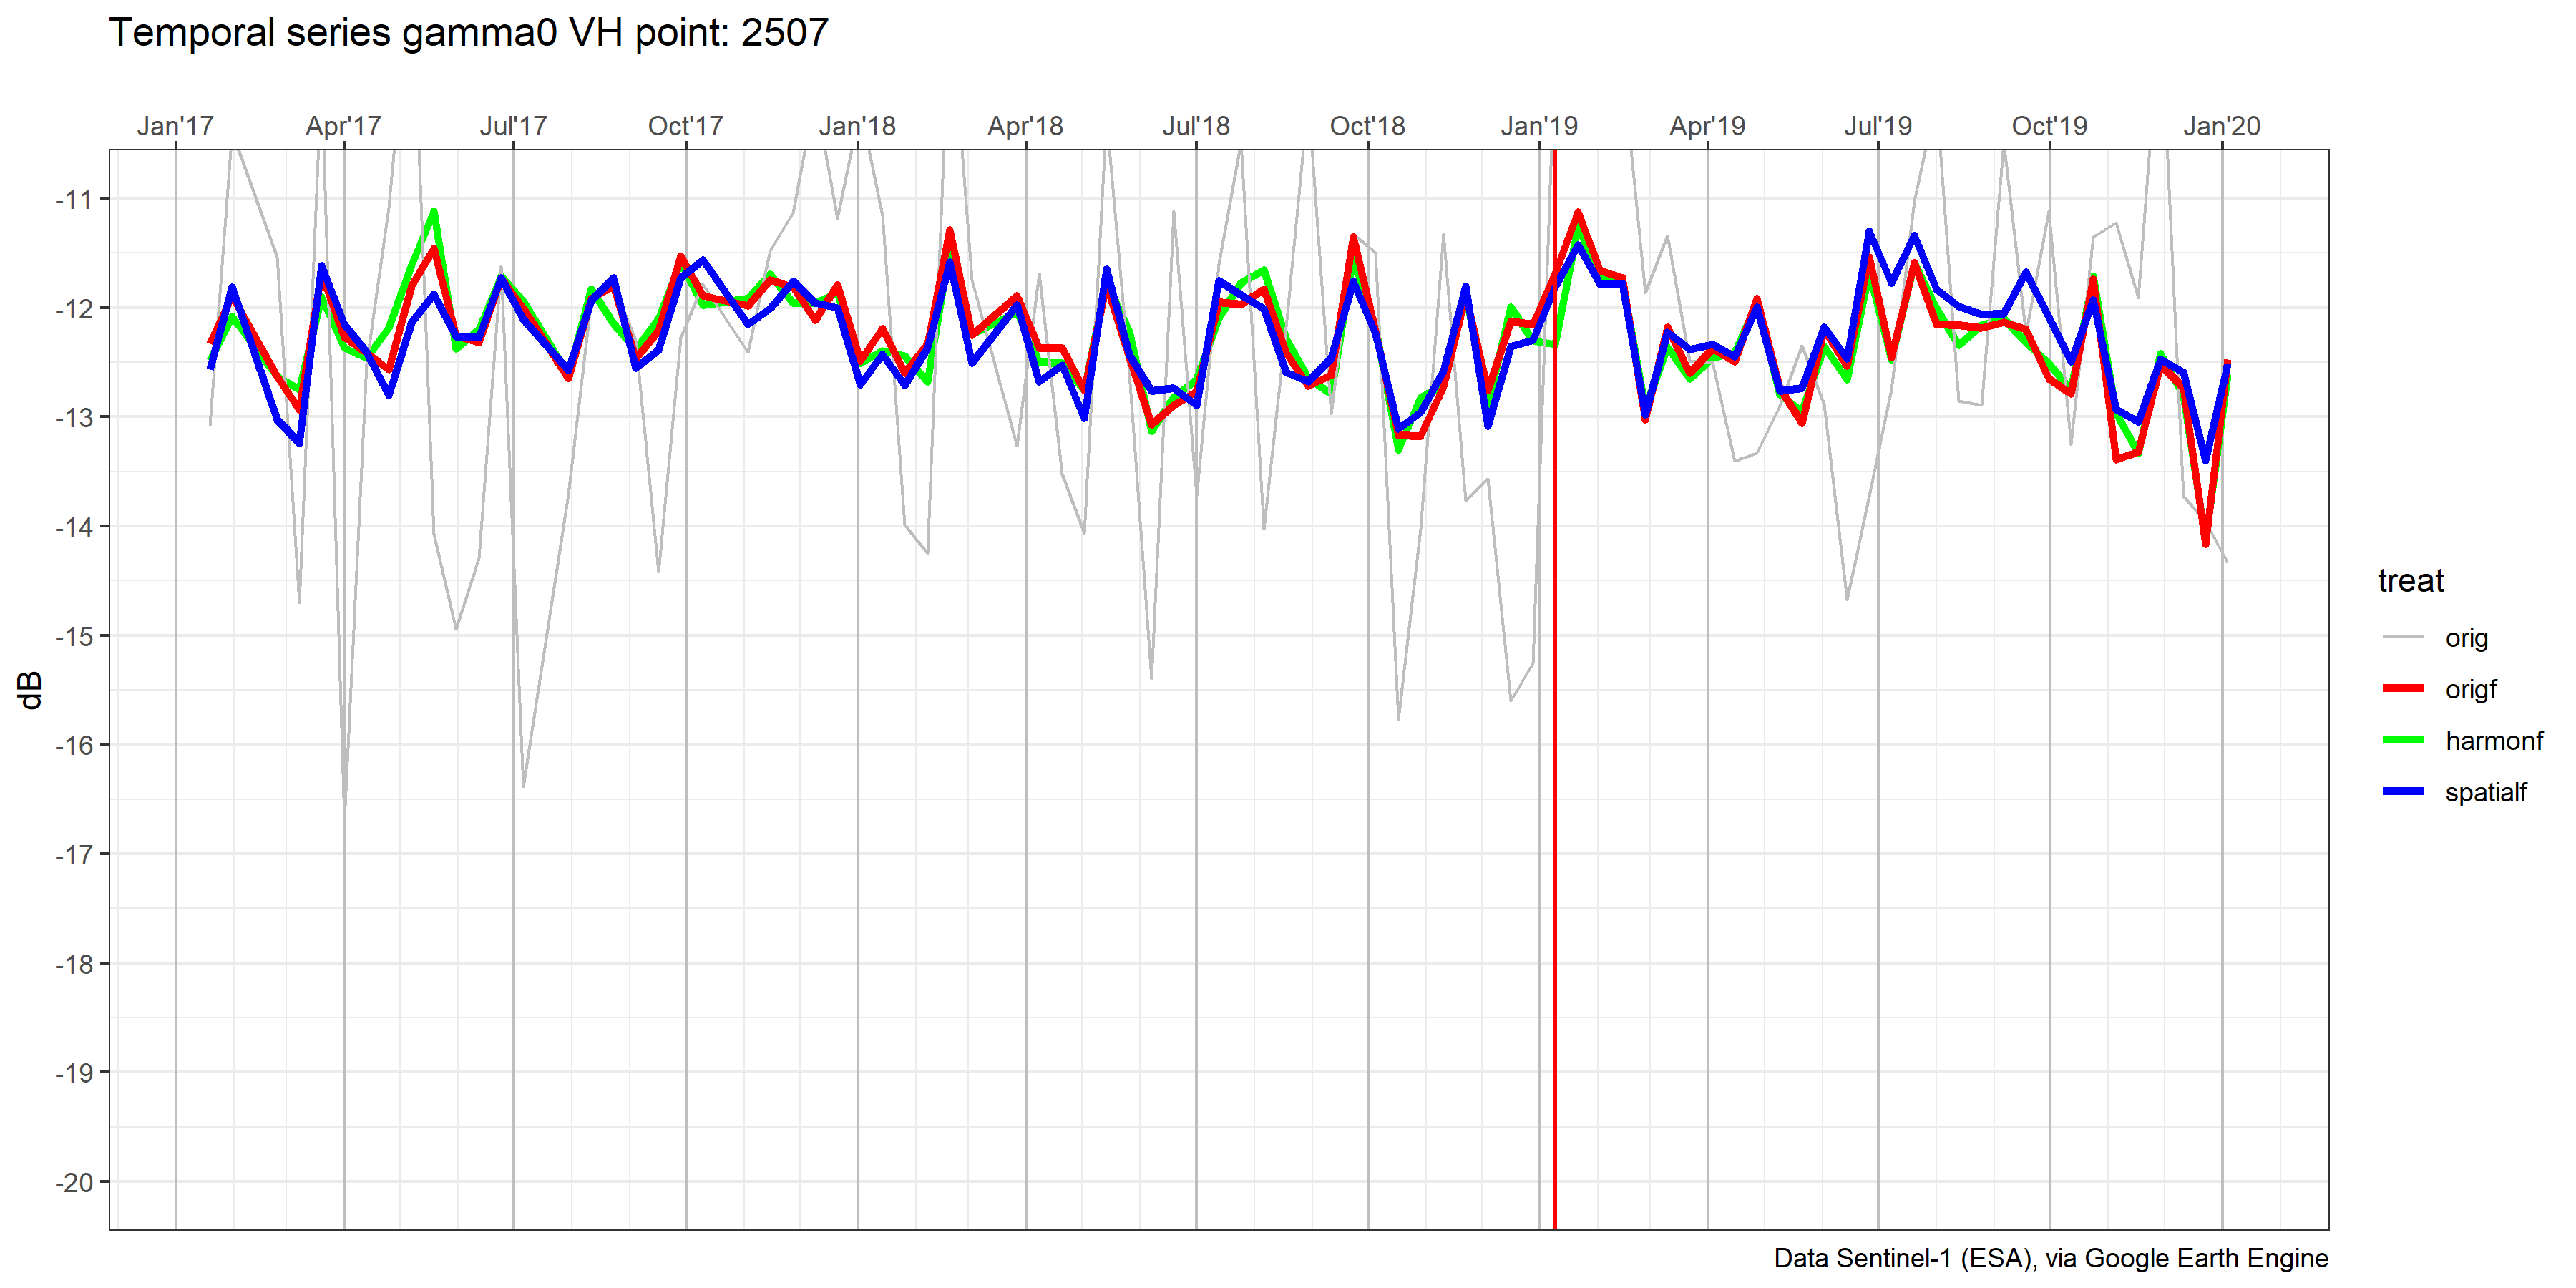 Temporal series gamma0 VH point: 2507
Jan'17 Apr'17 Jul'17 Oct'17 Jan'18 Apr'18 Jul'18 Oct'18 Jan'19 Apr'19 Jul'19 Oct'19 Jan'20
-11
-12
-13
-14
-15
-16
-17
-18
-19
-20
dB
treat
orig
origf
harmonf
spatialf
Data Sentinel-1 (ESA), via Google Earth Engine